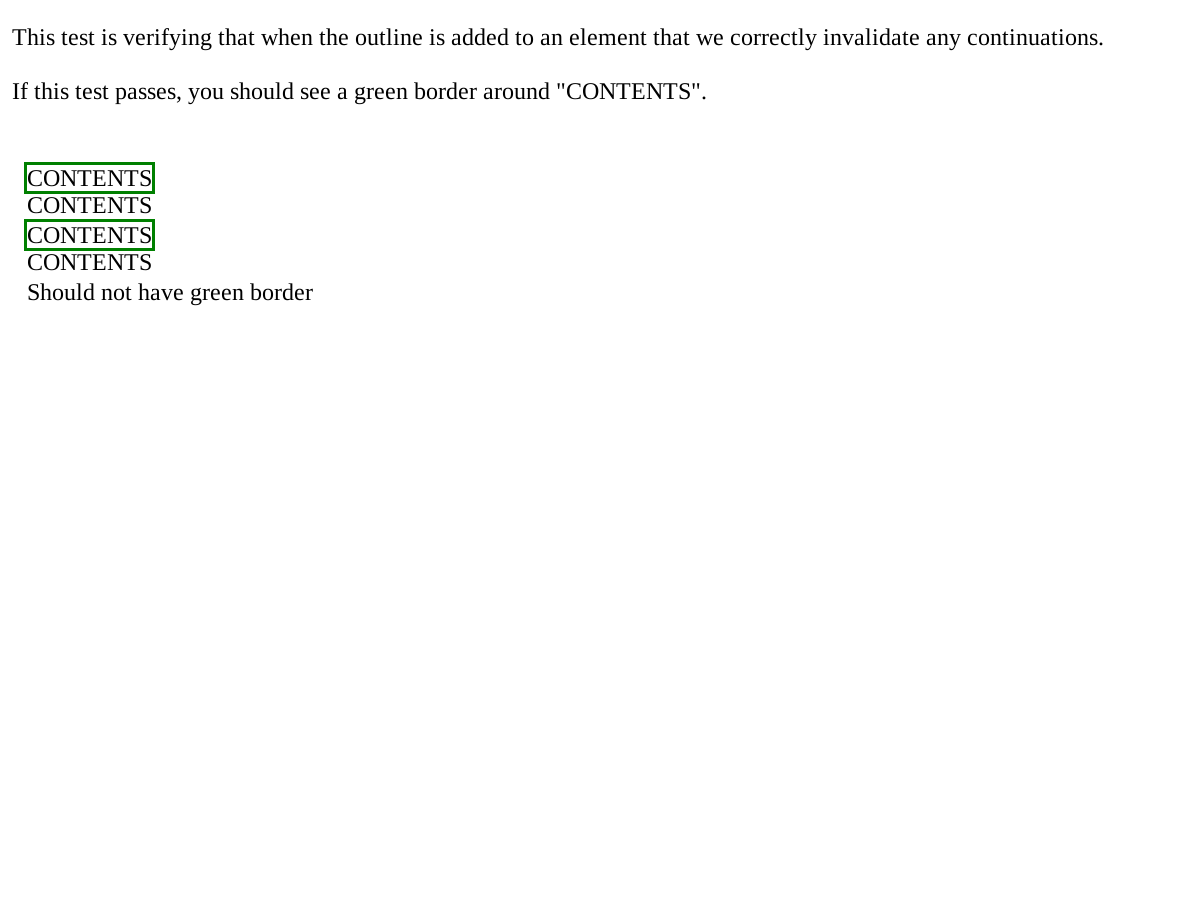 This test is verifying that when the outline is added to an element that we correctly invalidate any continuations.
If this test passes, you should see a green border around "CONTENTS".
CONTENTS
CONTENTS
CONTENTS
CONTENTS
Should not have green border